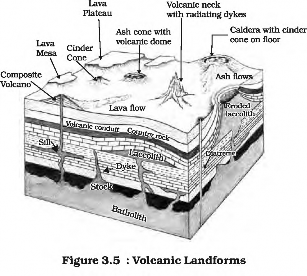 Lava
Plateau
Volcanic neck
with radiating dykes
Ash cone with
volcanic dome
Caldera with cinder
cone on floor
Lava
Mesa
Cinder
Cone
Composite
Volcano
Ash flows
Lava flow
Eroded
laccolith
Volcanic conduit
Country rock
Sill
Laccolith
Diatreme
Dyke
Stock
Batholith
Figure 3.5 : Volcanic Landforms